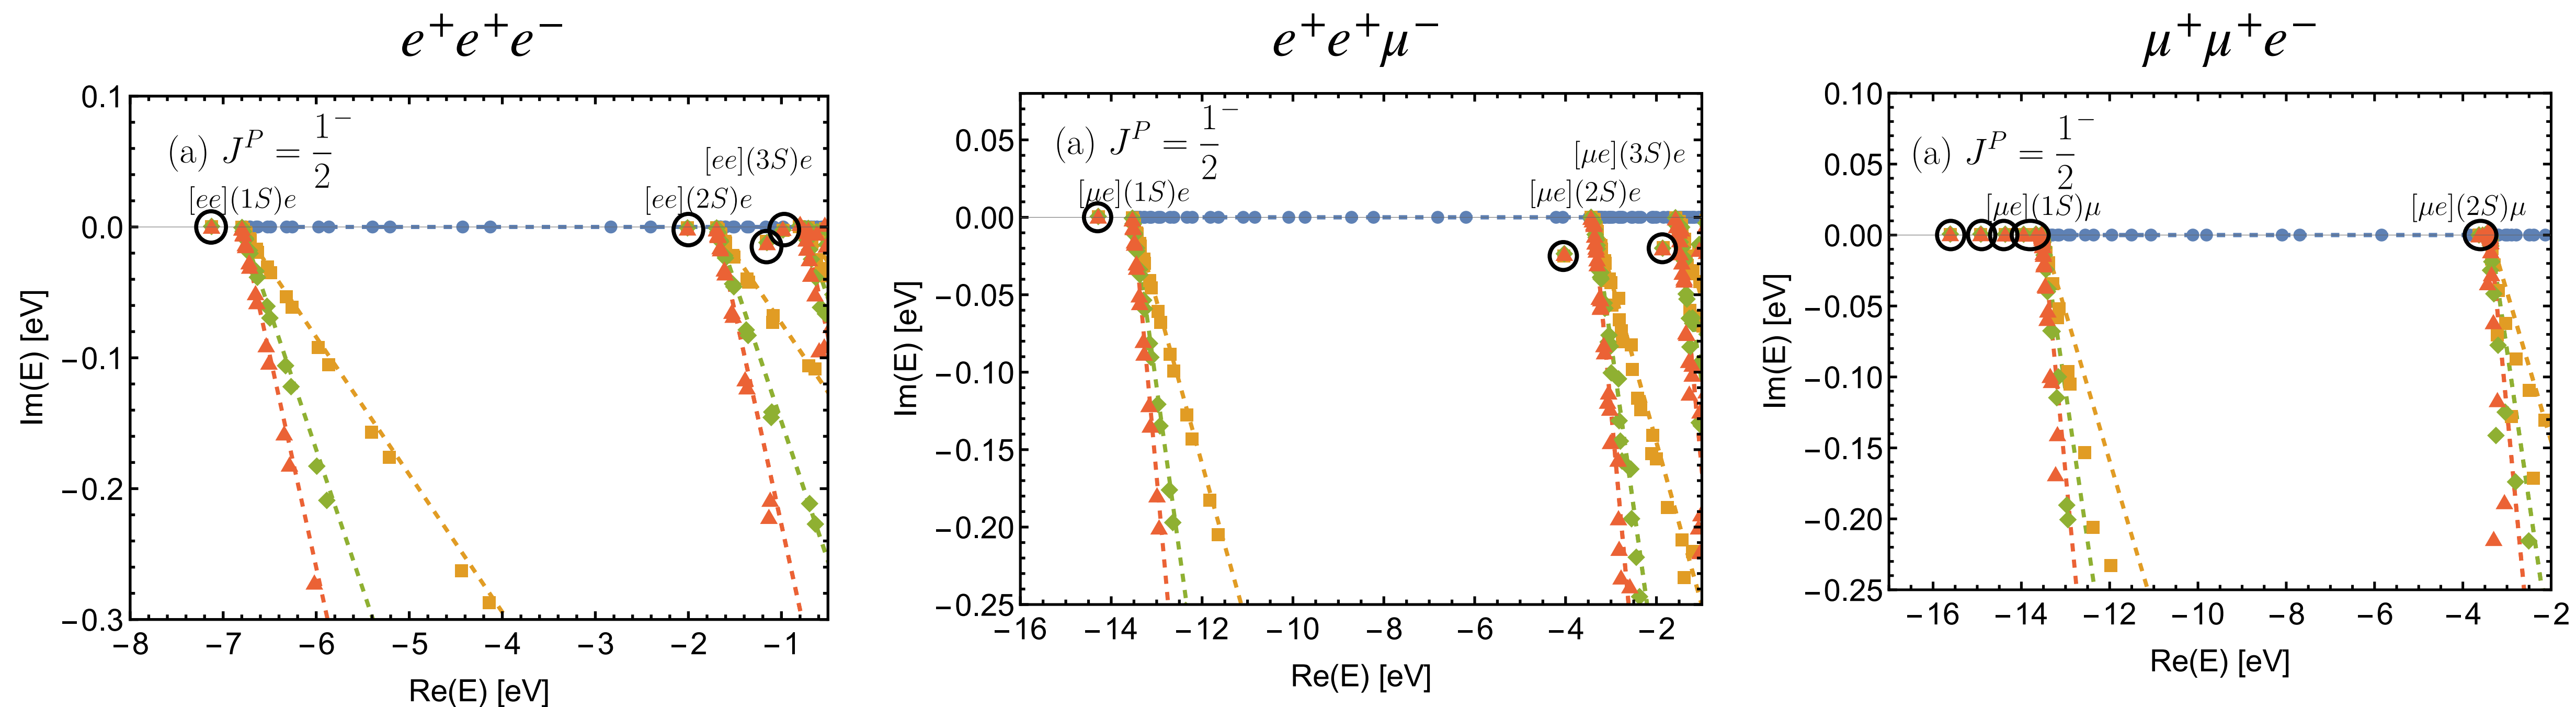 e⁺e⁺e⁻
0.1
0.0
−0.1
−0.2
−0.3
Im(E) [eV]
(a) Jᴾ = 1⁻/2
[ee](1S)e
[ee](2S)e
[ee](3S)e
−8 −7 −6 −5 −4 −3 −2 −1
Re(E) [eV]
e⁺e⁺μ⁻
0.05
0.00
−0.05
−0.10
−0.15
−0.20
−0.25
Im(E) [eV]
(a) Jᴾ = 1⁻/2
[μe](1S)e
[μe](2S)e
[μe](3S)e
−16 −14 −12 −10 −8 −6 −4 −2
Re(E) [eV]
μ⁺μ⁺e⁻
0.10
0.05
0.00
−0.05
−0.10
−0.15
−0.20
−0.25
Im(E) [eV]
(a) Jᴾ = 1⁻/2
[μe](1S)μ
[μe](2S)μ
−16 −14 −12 −10 −8 −6 −4 −2
Re(E) [eV]